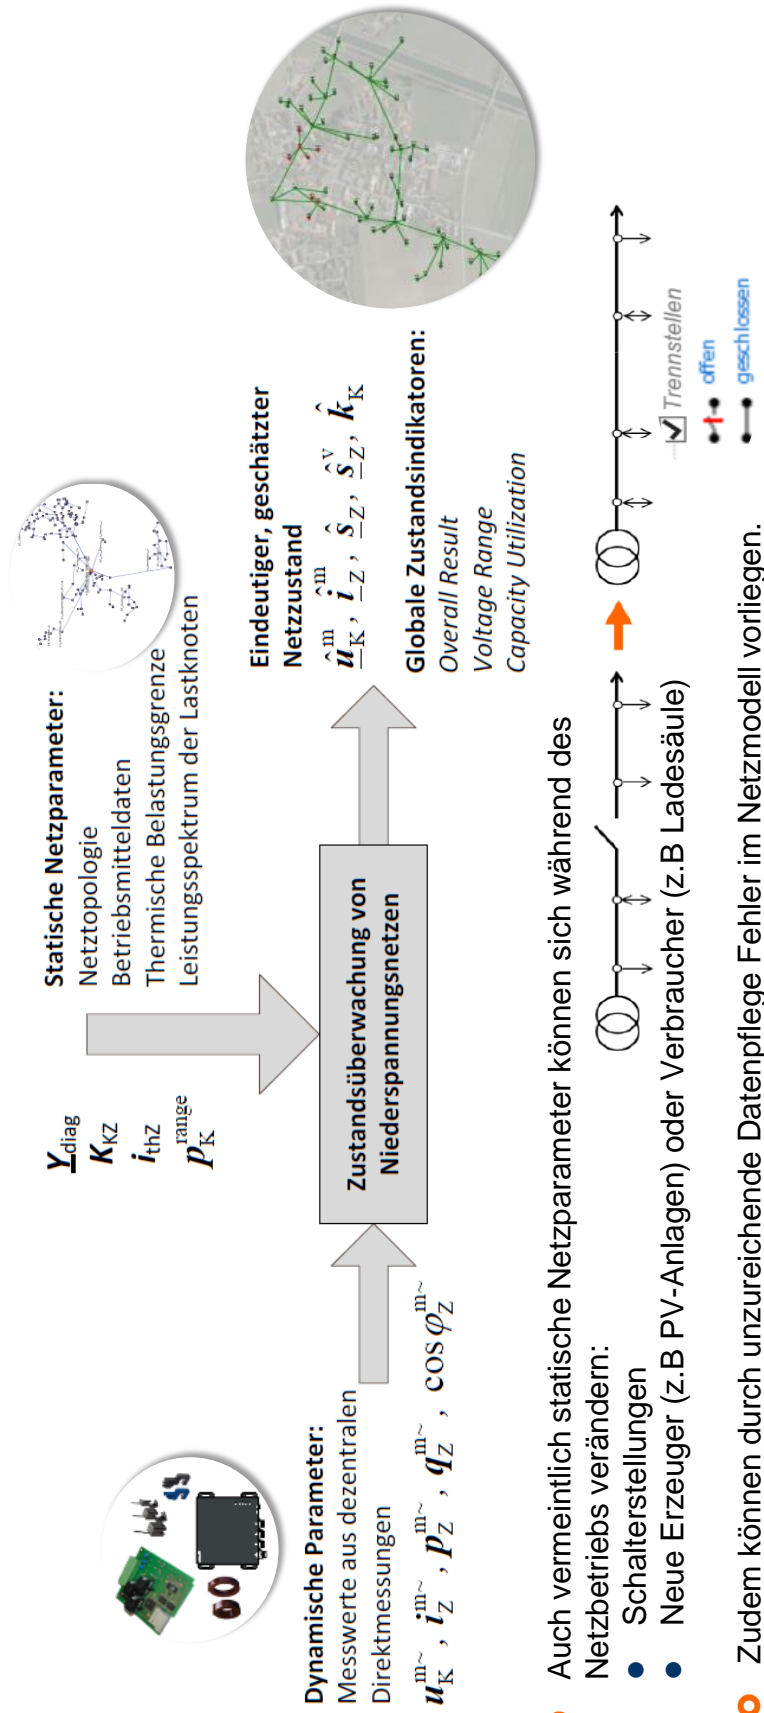 Statische Netzparameter:
Netztopologie
Betriebsmitteldaten
Thermische Belastungsgrenze
Leistungsspektrum der Lastknoten
Y_diag
K_KZ
i_thZ
p_K^range
Dynamische Parameter:
Messwerte aus dezentralen
Direktmessungen
u_K^m~ , i_Z^m~ , p_Z^m~ , q_Z^m~ , cos φ_Z^m~
Zustandsüberwachung von
Niederspannungsnetzen
Eindeutiger, geschätzter
Netzzustand
û_K^m , î_Z^m , ŝ_Z , ŝ_Z^v , k̂_K
Globale Zustandsindikatoren:
Overall Result
Voltage Range
Capacity Utilization
Auch vermeintlich statische Netzparameter können sich während des
Netzbetriebs verändern:
Schalterstellungen
Neue Erzeuger (z.B PV-Anlagen) oder Verbraucher (z.B Ladesäule)
Trennstellen
offen
geschlossen
Zudem können durch unzureichende Datenpflege Fehler im Netzmodell vorliegen.